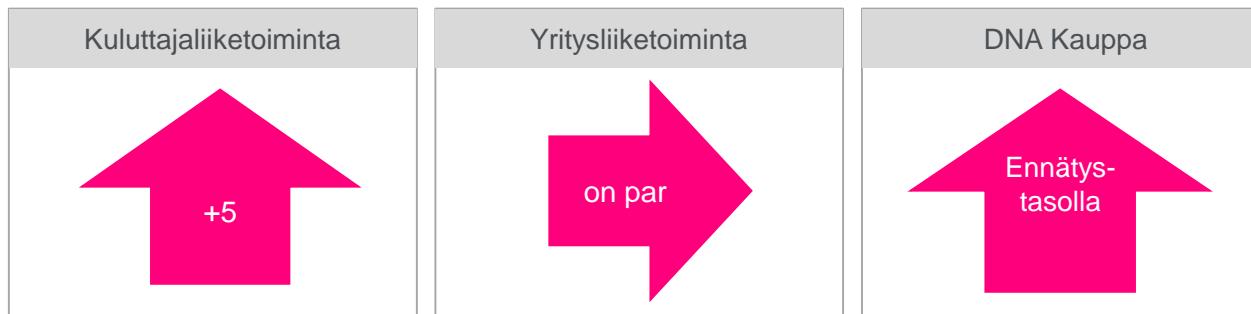 Kuluttajaliiketoiminta
Yritysliiketoiminta
DNA Kauppa
+5
on par
Ennätys-
tasolla